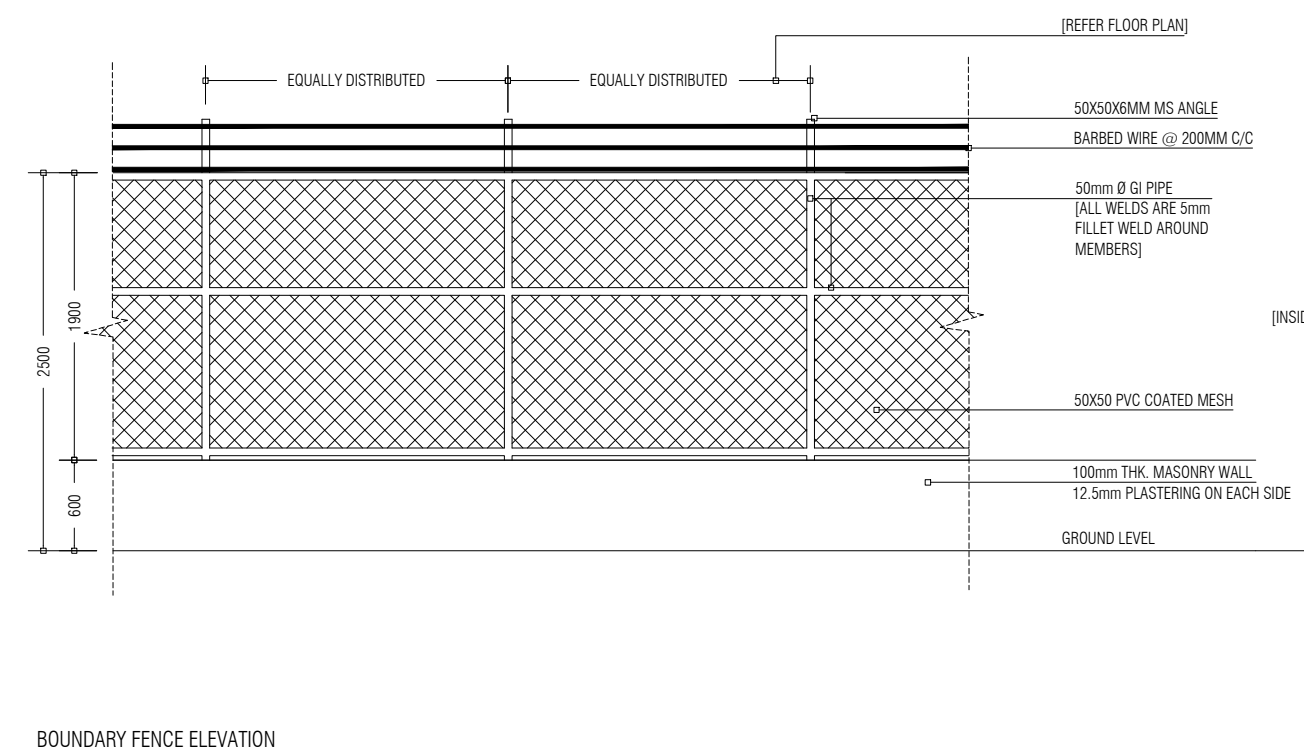 [REFER FLOOR PLAN]
EQUALLY DISTRIBUTED
EQUALLY DISTRIBUTED
50X50X6MM MS ANGLE
BARBED WIRE @ 200MM C/C
50mm Ø GI PIPE
[ALL WELDS ARE 5mm
FILLET WELD AROUND
MEMBERS]
1900
[INSID
2500
50X50 PVC COATED MESH
100mm THK. MASONRY WALL
12.5mm PLASTERING ON EACH SIDE
600
GROUND LEVEL
BOUNDARY FENCE ELEVATION